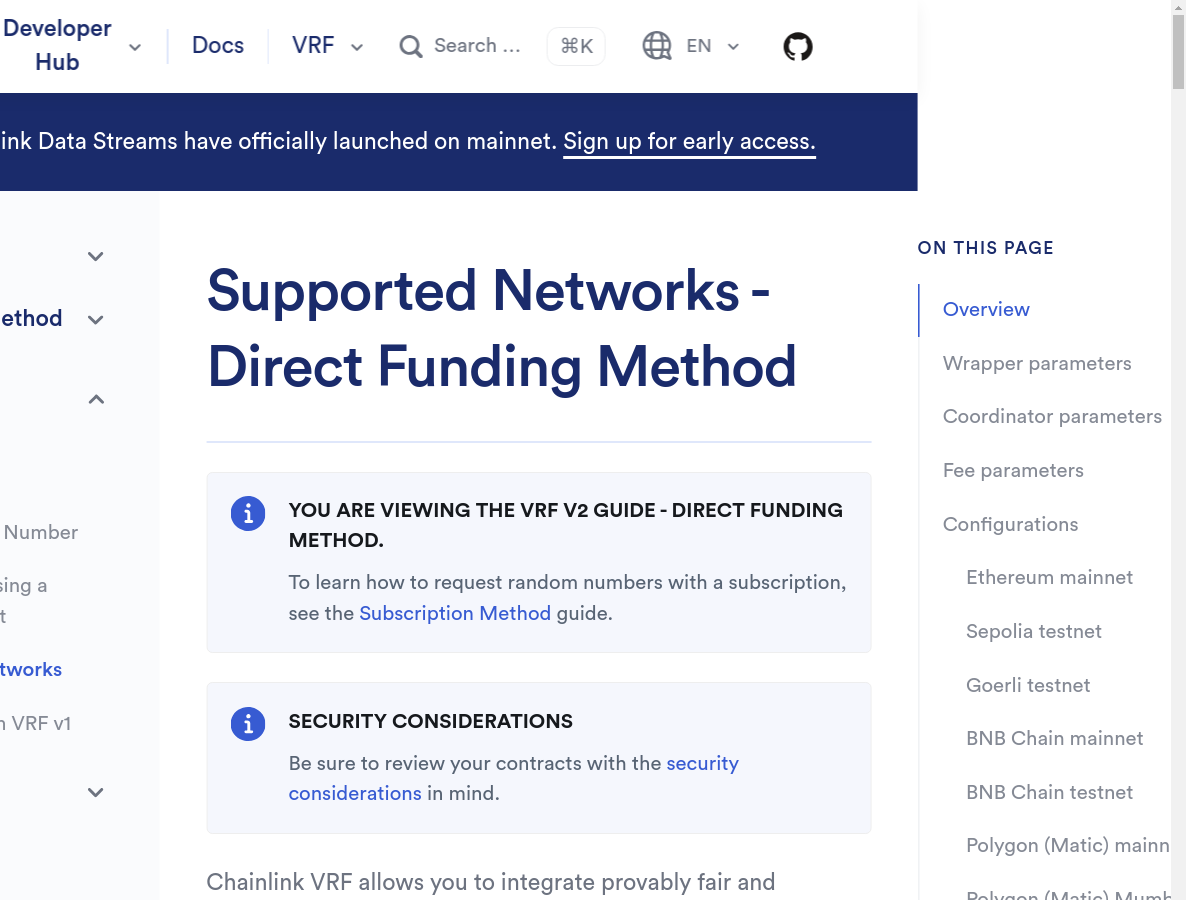 Developer
Hub
Docs
VRF
Search ...
⌘K
EN
ink Data Streams have officially launched on mainnet. Sign up for early access.
ethod
Number
sing a
t
tworks
n VRF v1
Supported Networks -
Direct Funding Method
YOU ARE VIEWING THE VRF V2 GUIDE - DIRECT FUNDING
METHOD.
To learn how to request random numbers with a subscription,
see the Subscription Method guide.
SECURITY CONSIDERATIONS
Be sure to review your contracts with the security
considerations in mind.
Chainlink VRF allows you to integrate provably fair and
ON THIS PAGE
Overview
Wrapper parameters
Coordinator parameters
Fee parameters
Configurations
Ethereum mainnet
Sepolia testnet
Goerli testnet
BNB Chain mainnet
BNB Chain testnet
Polygon (Matic) mainn
Polygon (Matic) Mumb